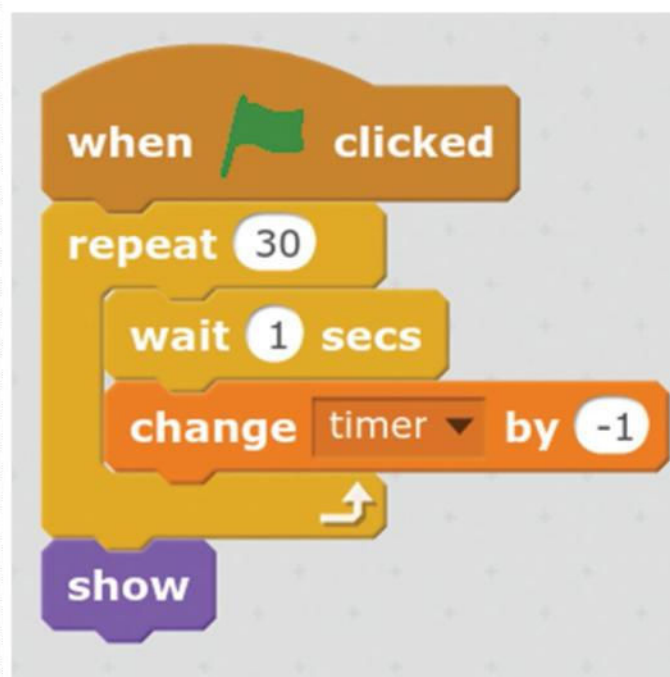 when clicked
repeat 30
wait 1 secs
change timer by -1
show